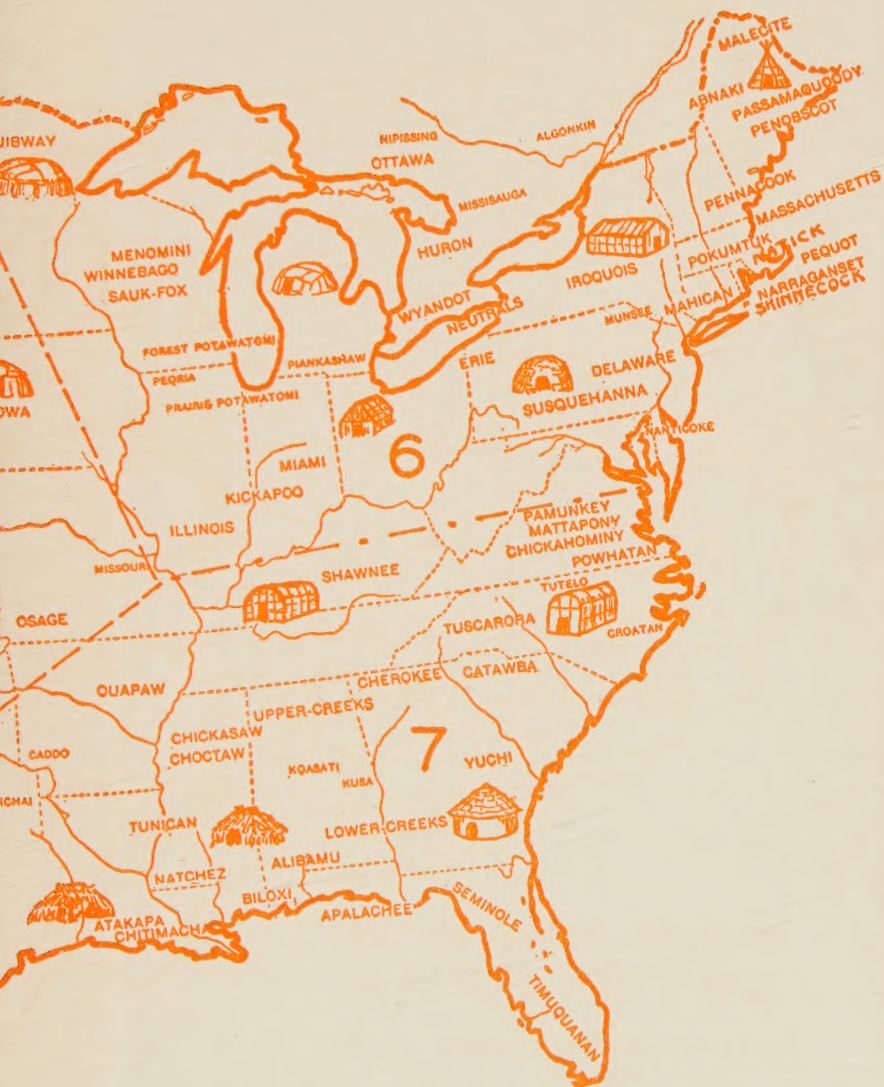 MALECITE
ABNAKI
PASSAMAQUODDY
PENOBSCOT
NIPISSING
ALGONKIN
OTTAWA
JIBWAY
MISSISAUGA
PENNACOOK
MASSACHUSETTS
HURON
MENOMINI
WINNEBAGO
SAUK-FOX
IROQUOIS
POKUMTUK
NATICK
PEQUOT
NARRAGANSET
SHINNECOCK
MAHICAN
MUNSEE
WYANDOT
NEUTRALS
FOREST POTAWATOMI
PIANKASHAW
ERIE
DELAWARE
PEORIA
PRAIRIE POTAWATOMI
SUSQUEHANNA
OWA
NANTICOKE
6
MIAMI
KICKAPOO
ILLINOIS
PAMUNKEY
MATTAPONY
CHICKAHOMINY
POWHATAN
MISSOURI
SHAWNEE
TUTELO
OSAGE
TUSCARORA
CROATAN
CHEROKEE
CATAWBA
OUAPAW
UPPER-CREEKS
CHICKASAW
CHOCTAW
7
YUCHI
CADDO
KOASATI
KUSA
ICHAI
TUNICAN
LOWER-CREEKS
ALIBAMU
NATCHEZ
BILOXI
APALACHEE
SEMINOLE
ATAKAPA
CHITIMACHA
TIMUQUANAN